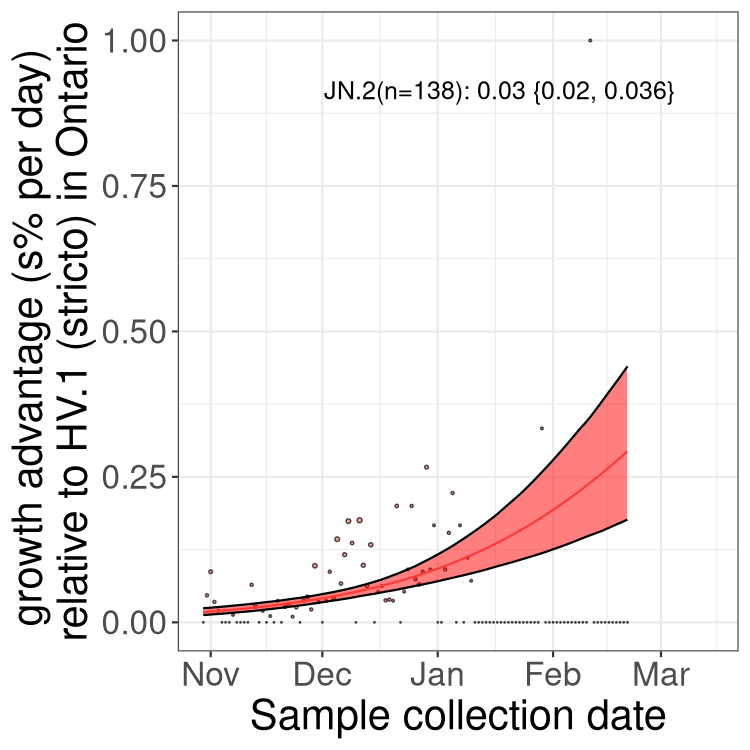 growth advantage (s% per day)
relative to HV.1 (stricto) in Ontario
1.00
0.75
0.50
0.25
0.00
JN.2(n=138): 0.03 {0.02, 0.036}
Nov Dec Jan Feb Mar
Sample collection date